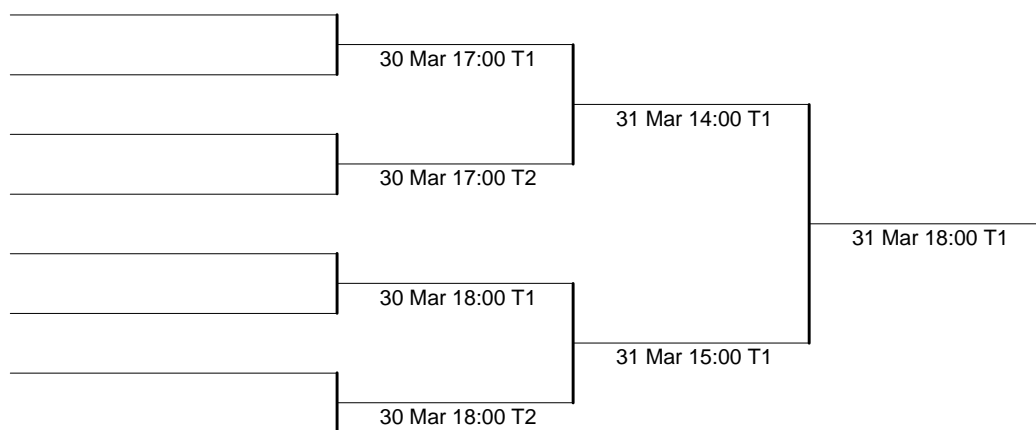 30 Mar 17:00 T1
31 Mar 14:00 T1
30 Mar 17:00 T2
31 Mar 18:00 T1
30 Mar 18:00 T1
31 Mar 15:00 T1
30 Mar 18:00 T2